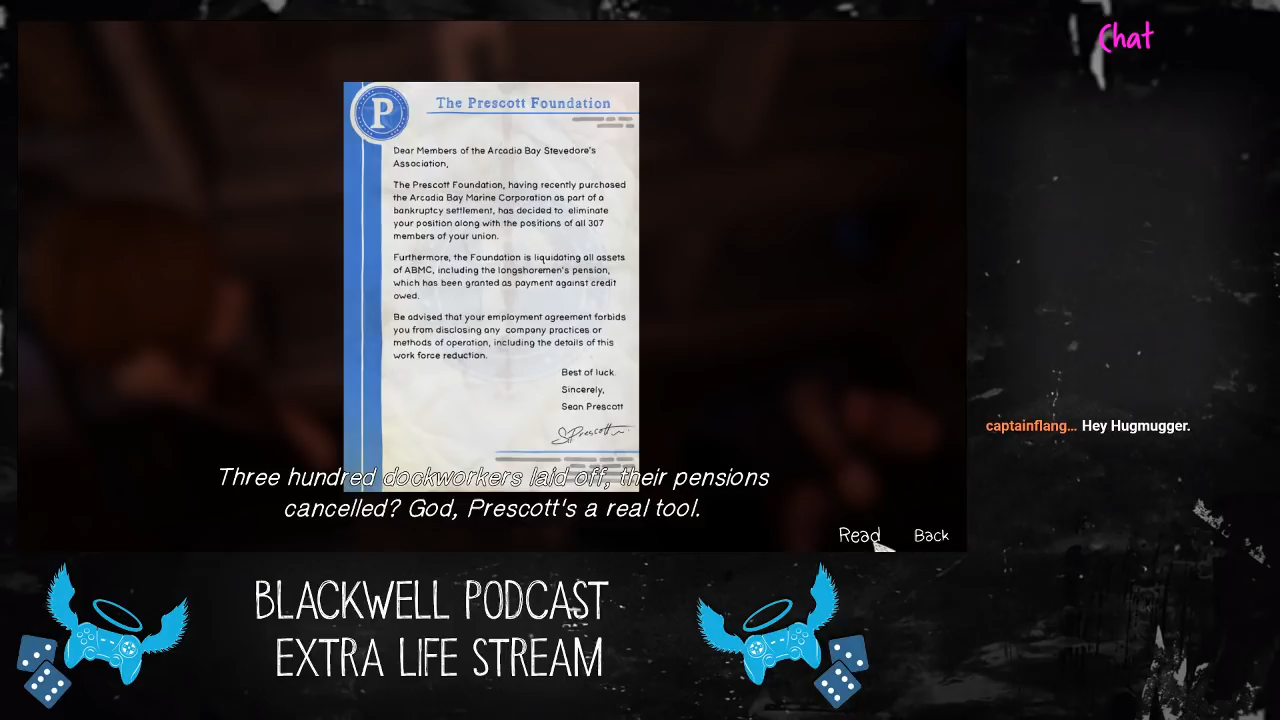 Chat
P
The Prescott Foundation
Dear Members of the Arcadia Bay Stevedore's
Association,
The Prescott Foundation, having recently purchased
the Arcadia Bay Marine Corporation as part of a
bankruptcy settlement, has decided to eliminate
your position along with the positions of all 307
members of your union.
Furthermore, the Foundation is liquidating all assets
of ABMC, including the longshoremen's pension,
which has been granted as payment against credit
owed.
Be advised that your employment agreement forbids
you from disclosing any company practices or
methods of operation, including the details of this
work force reduction.
Best of luck.
Sincerely,
Sean Prescott
SPrescott
Three hundred dockworkers laid off, their pensions
cancelled? God, Prescott's a real tool.
Read Back
captainflang... Hey Hugmugger.
BLACKWELL PODCAST
EXTRA LIFE STREAM